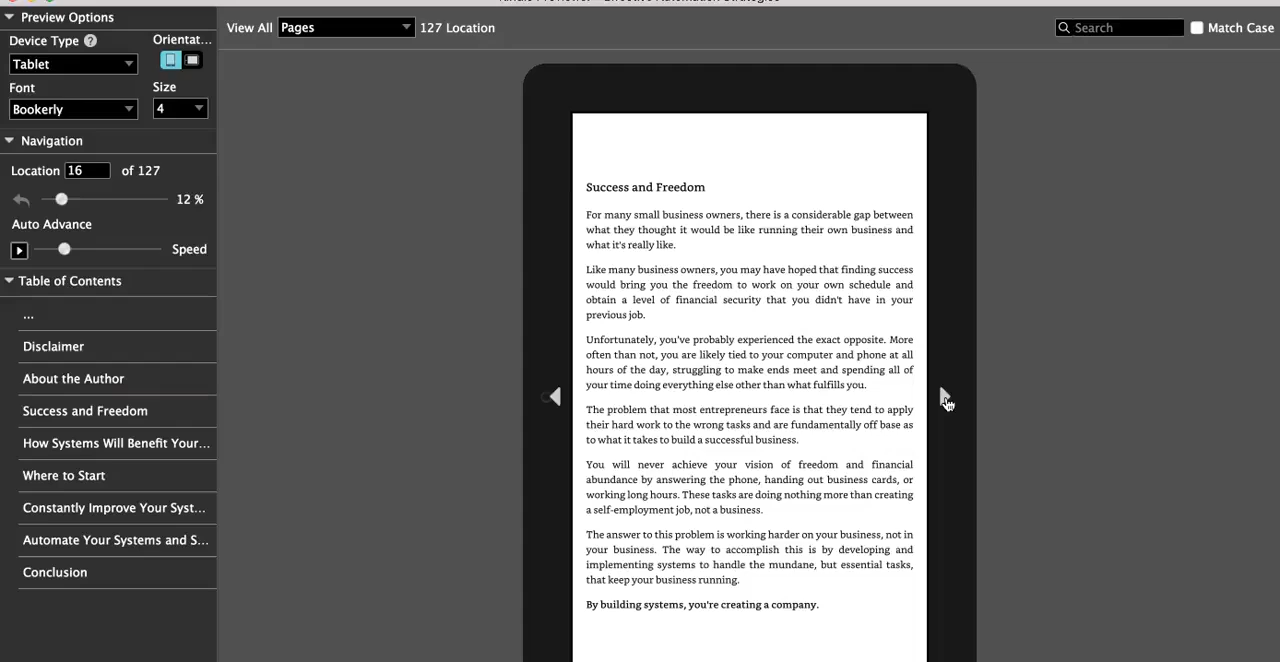 Preview Options
Device Type ?
Orientat...
Tablet
Font
Size
Bookerly
4
Navigation
Location 16 of 127
12 %
Auto Advance
Speed
Table of Contents
...
Disclaimer
About the Author
Success and Freedom
How Systems Will Benefit Your...
Where to Start
Constantly Improve Your Syst...
Automate Your Systems and S...
Conclusion
View All Pages 127 Location
Search
Match Case
Success and Freedom
For many small business owners, there is a considerable gap between
what they thought it would be like running their own business and
what it's really like.
Like many business owners, you may have hoped that finding success
would bring you the freedom to work on your own schedule and
obtain a level of financial security that you didn't have in your
previous job.
Unfortunately, you've probably experienced the exact opposite. More
often than not, you are likely tied to your computer and phone at all
hours of the day, struggling to make ends meet and spending all of
your time doing everything else other than what fulfills you.
The problem that most entrepreneurs face is that they tend to apply
their hard work to the wrong tasks and are fundamentally off base as
to what it takes to build a successful business.
You will never achieve your vision of freedom and financial
abundance by answering the phone, handing out business cards, or
working long hours. These tasks are doing nothing more than creating
a self-employment job, not a business.
The answer to this problem is working harder on your business, not in
your business. The way to accomplish this is by developing and
implementing systems to handle the mundane, but essential tasks,
that keep your business running.
By building systems, you're creating a company.